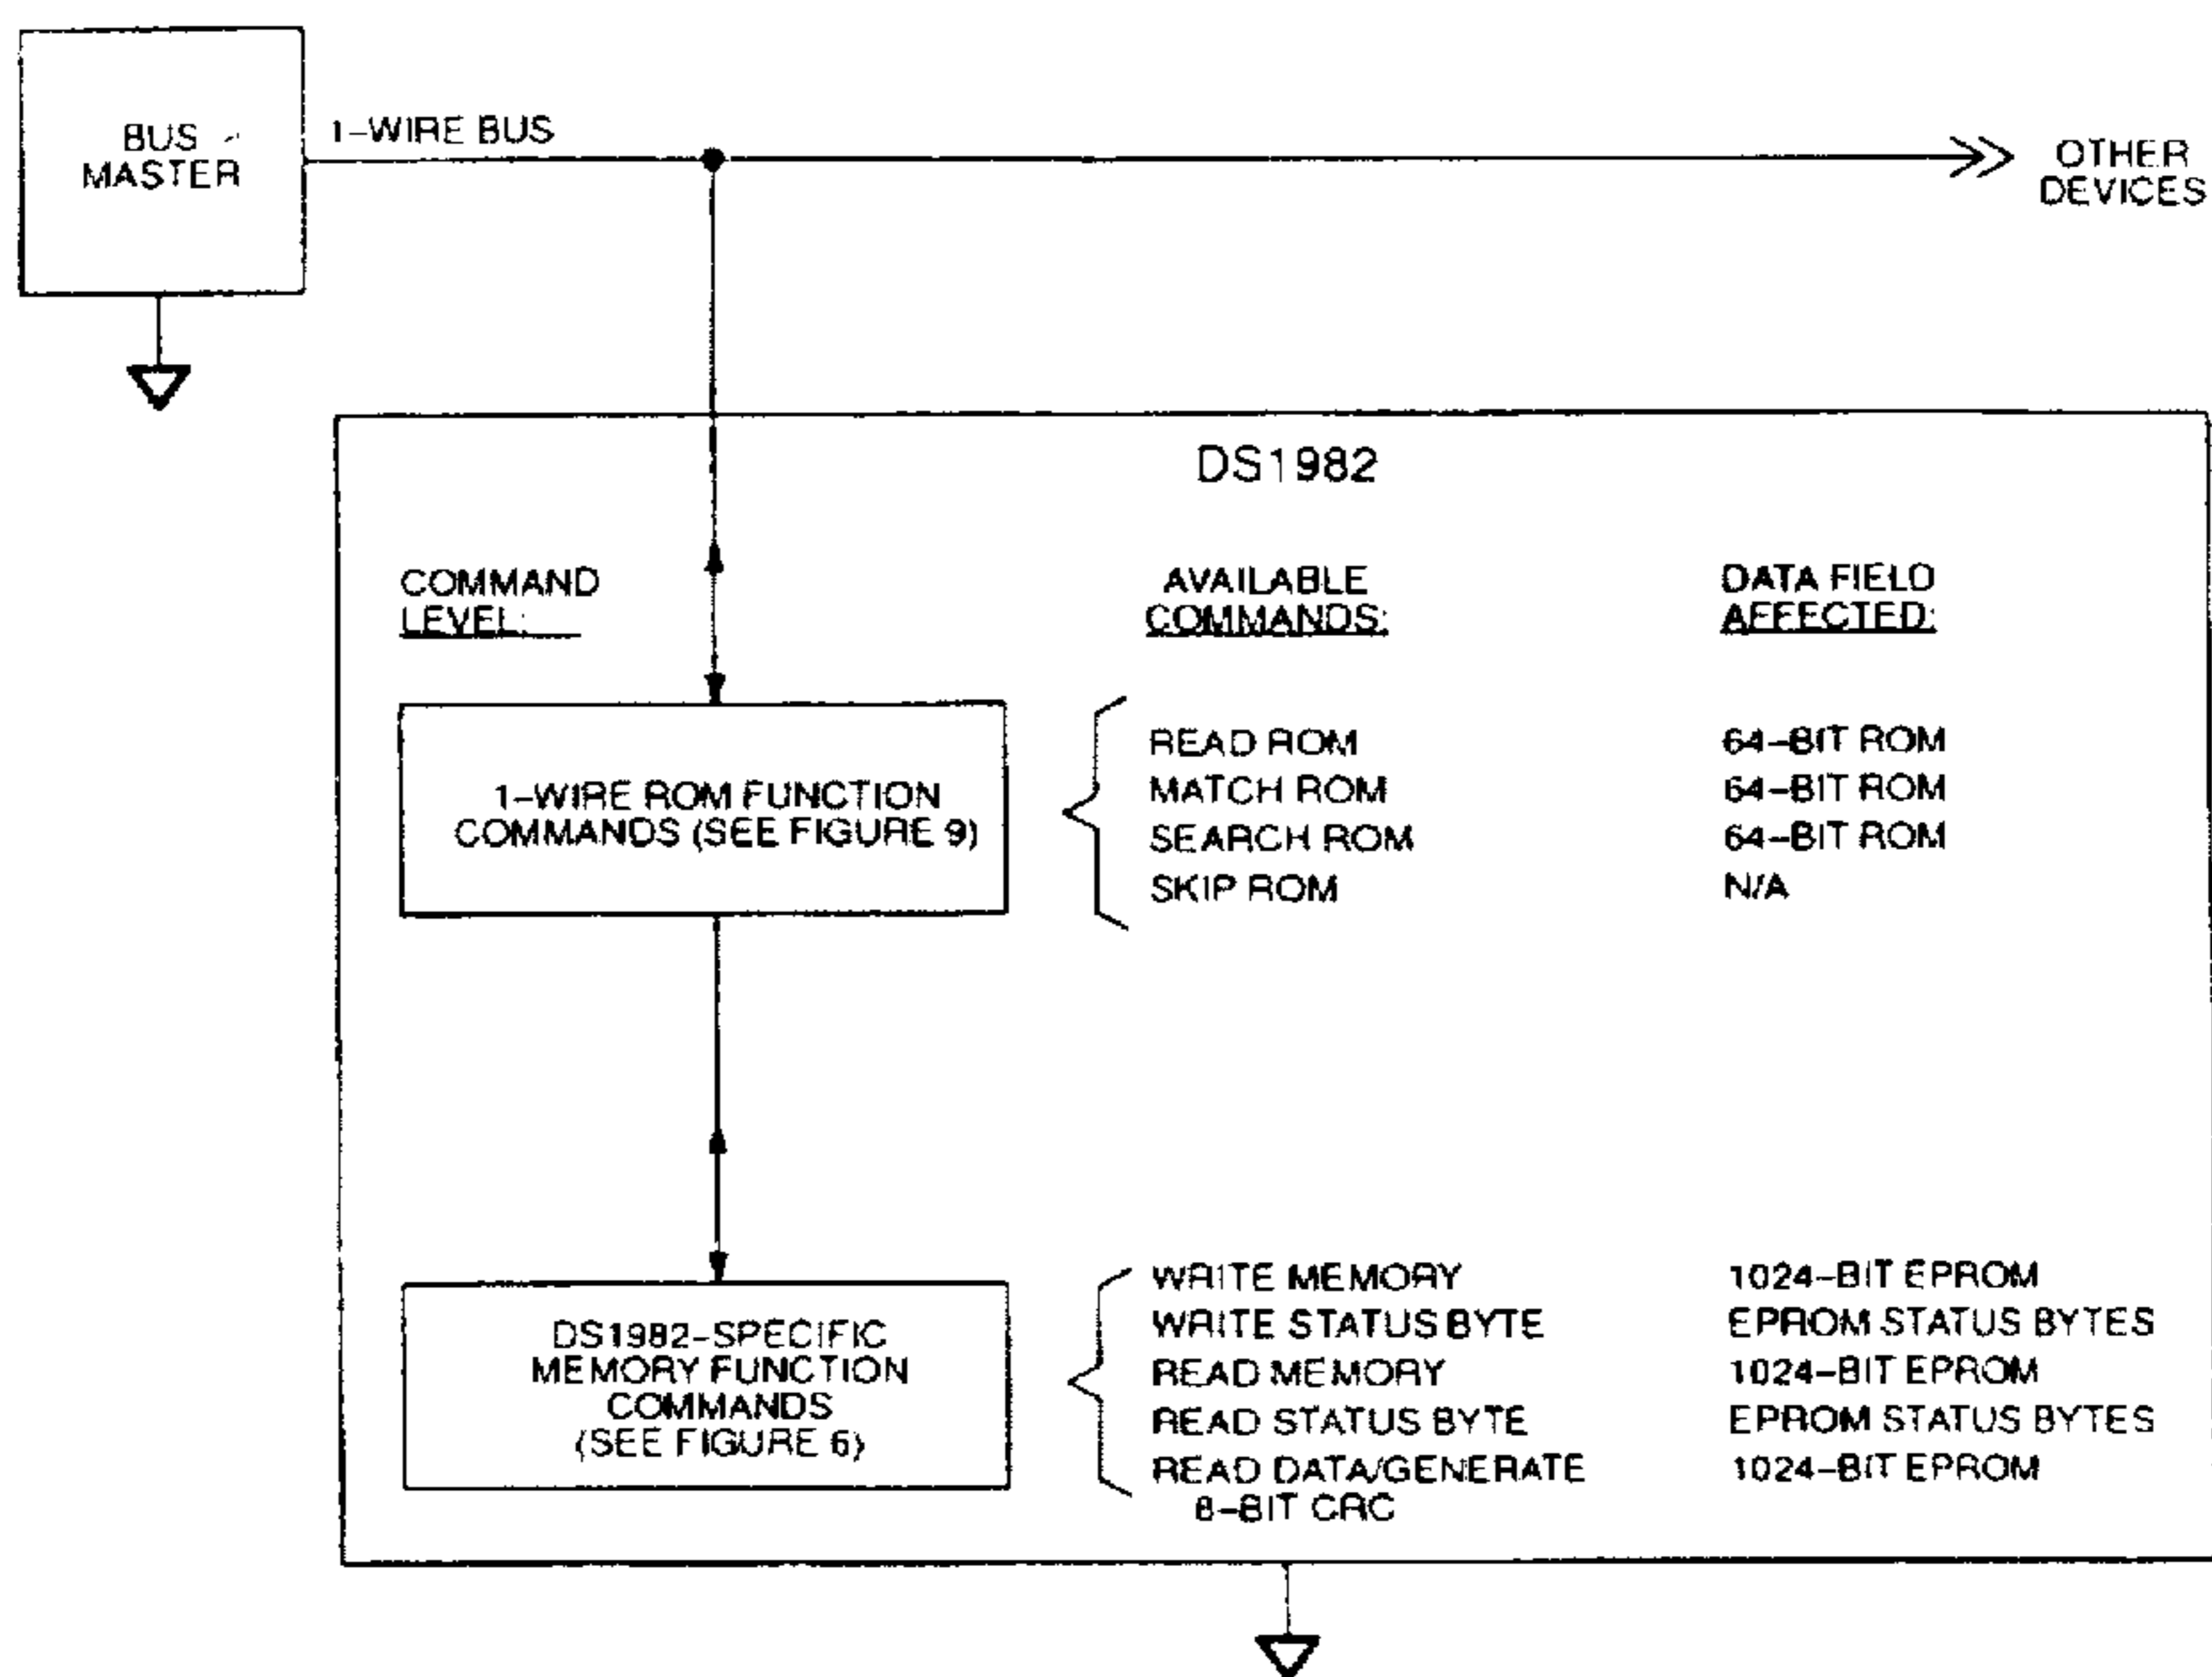 BUS
MASTER
1-WIRE BUS
OTHER
DEVICES
DS1982
COMMAND
LEVEL:
AVAILABLE
COMMANDS:
DATA FIELD
AFFECTED:
1-WIRE ROM FUNCTION
COMMANDS (SEE FIGURE 9)
READ ROM 64-BIT ROM
MATCH ROM 64-BIT ROM
SEARCH ROM 64-BIT ROM
SKIP ROM N/A
DS1982-SPECIFIC
MEMORY FUNCTION
COMMANDS
(SEE FIGURE 6)
WRITE MEMORY 1024-BIT EPROM
WRITE STATUS BYTE EPROM STATUS BYTES
READ MEMORY 1024-BIT EPROM
READ STATUS BYTE EPROM STATUS BYTES
READ DATA/GENERATE 1024-BIT EPROM
8-BIT CRC